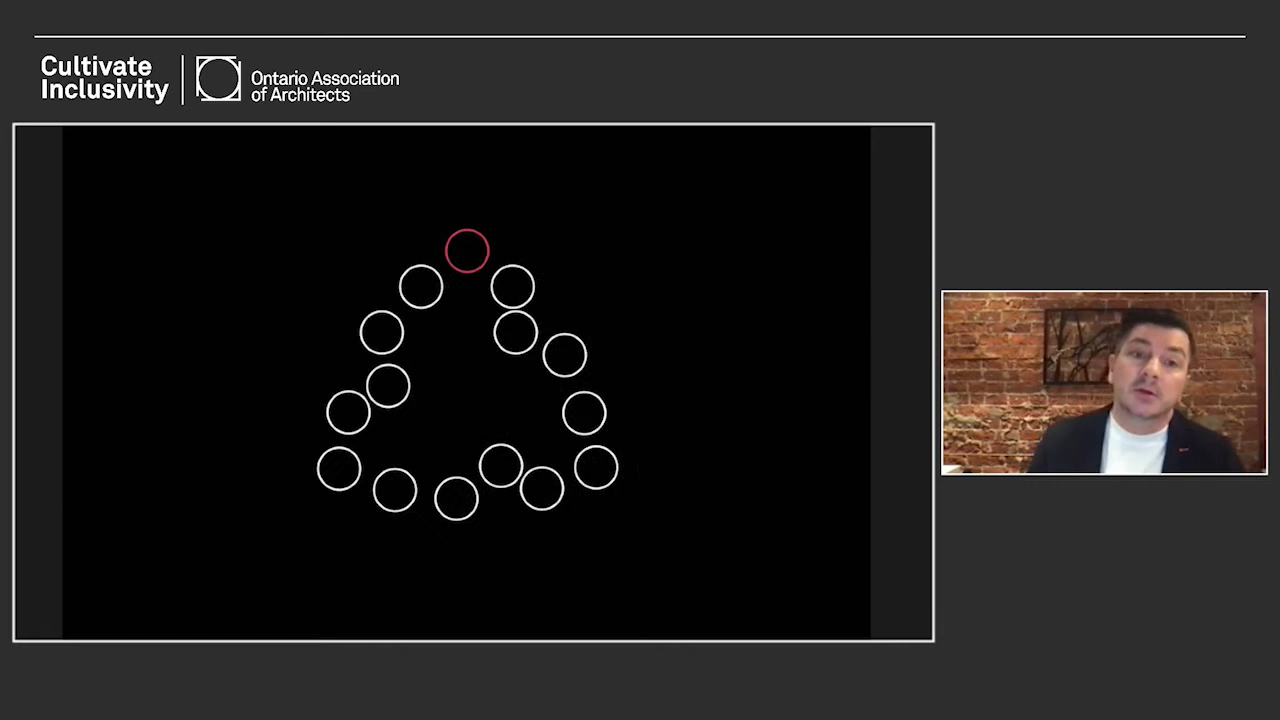 Cultivate
Inclusivity
Ontario Association
of Architects